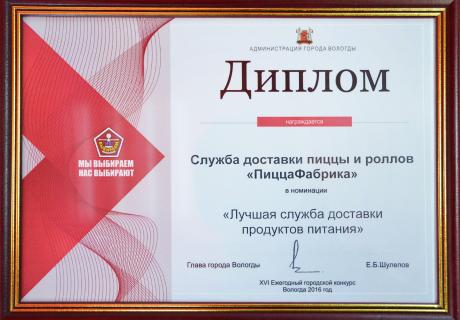 АДМИНИСТРАЦИЯ ГОРОДА ВОЛОГДЫ
Диплом
награждается
МЫ ВЫБИРАЕМ
НАС ВЫБИРАЮТ
Служба доставки пиццы и роллов
«ПиццаФабрика»
в номинации
«Лучшая служба доставки
продуктов питания»
Глава города Вологды Е.Б.Шулепов
XVI Ежегодный городской конкурс
Вологда 2016 год